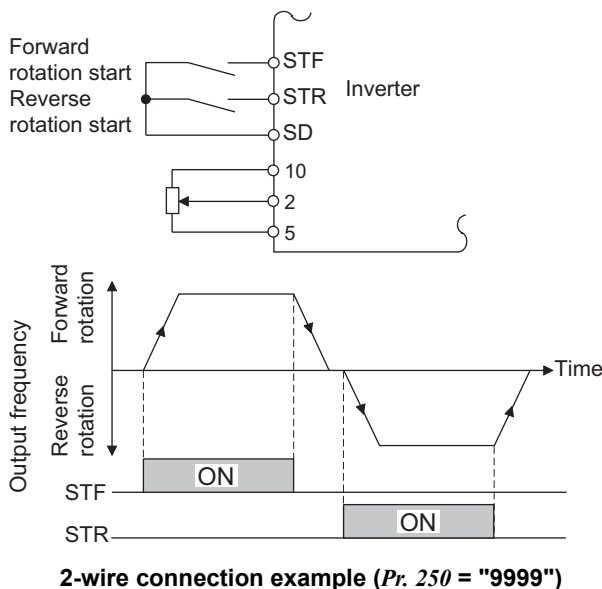 Forward
rotation start
Reverse
rotation start
STF
STR
SD
10
2
5
Inverter
Output frequency
Forward
rotation
Reverse
rotation
Time
STF
ON
STR
ON
2-wire connection example (Pr. 250 = "9999")